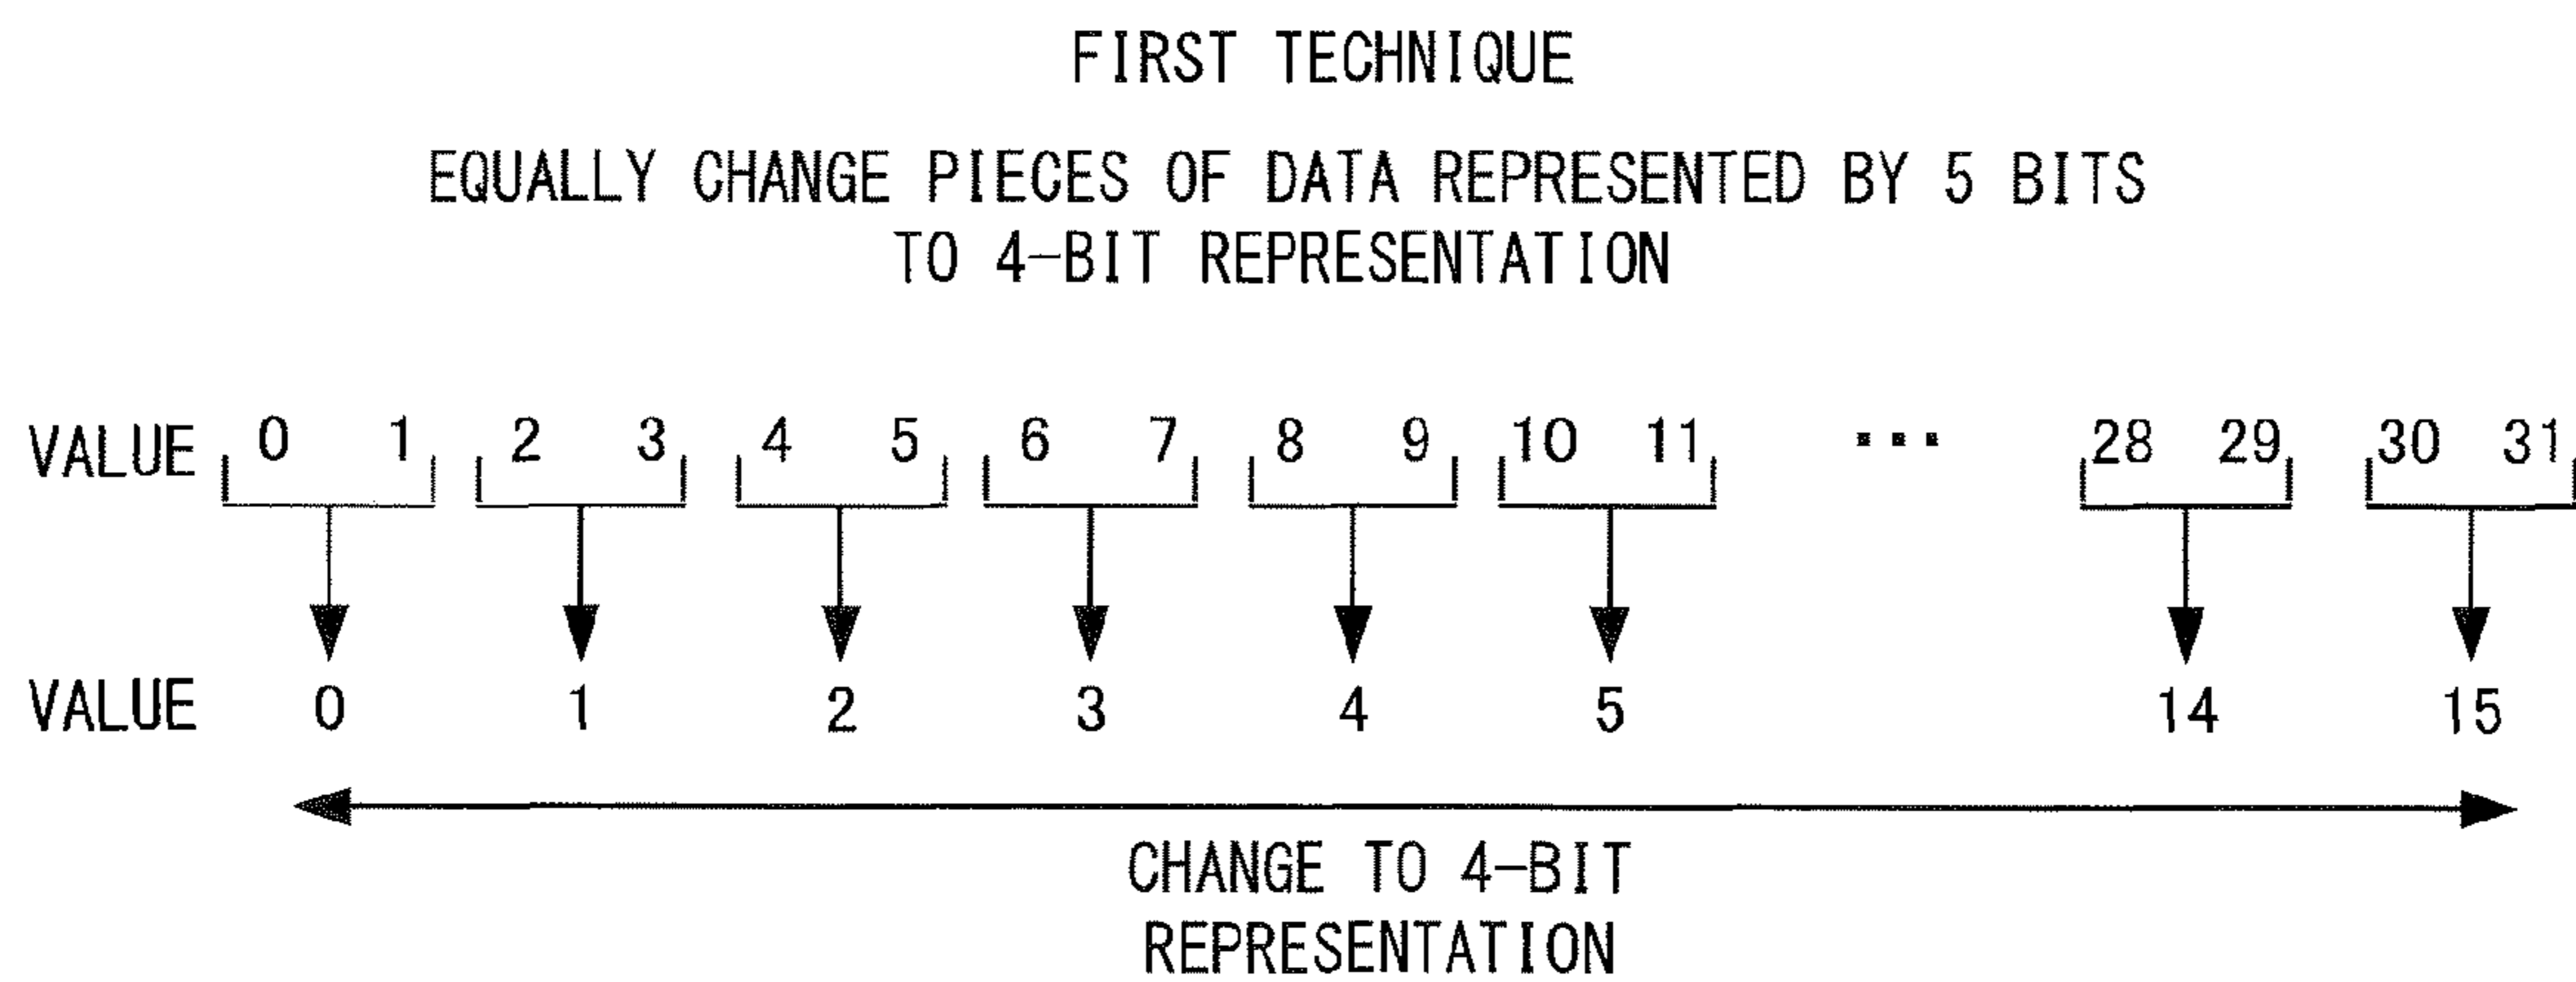 FIRST TECHNIQUE
EQUALLY CHANGE PIECES OF DATA REPRESENTED BY 5 BITS
TO 4-BIT REPRESENTATION
VALUE 0 1 2 3 4 5 6 7 8 9 10 11 ... 28 29 30 31
VALUE 0 1 2 3 4 5 14 15
CHANGE TO 4-BIT
REPRESENTATION